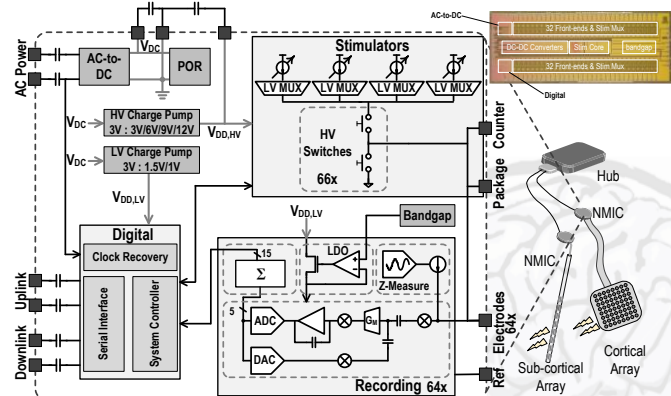 AC Power
AC-to-DC
V_DC
POR
HV Charge Pump
3V : 3V/6V/9V/12V
V_DC
V_DD,HV
LV Charge Pump
3V : 1.5V/1V
V_DC
V_DD,LV
Stimulators
LV MUX
LV MUX
LV MUX
LV MUX
HV
Switches
66x
Counter
Package
Digital
Clock Recovery
Serial Interface
System Controller
Uplink
Downlink
V_DD,LV
Bandgap
15
Σ
LDO
Z-Measure
5
ADC
G_M
DAC
Recording 64x
Electrodes
64x
Ref
AC-to-DC
32 Front-ends & Stim Mux
DC-DC Converters
Stim Core
bandgap
32 Front-ends & Stim Mux
Digital
Hub
NMIC
NMIC
Cortical
Array
Sub-cortical
Array